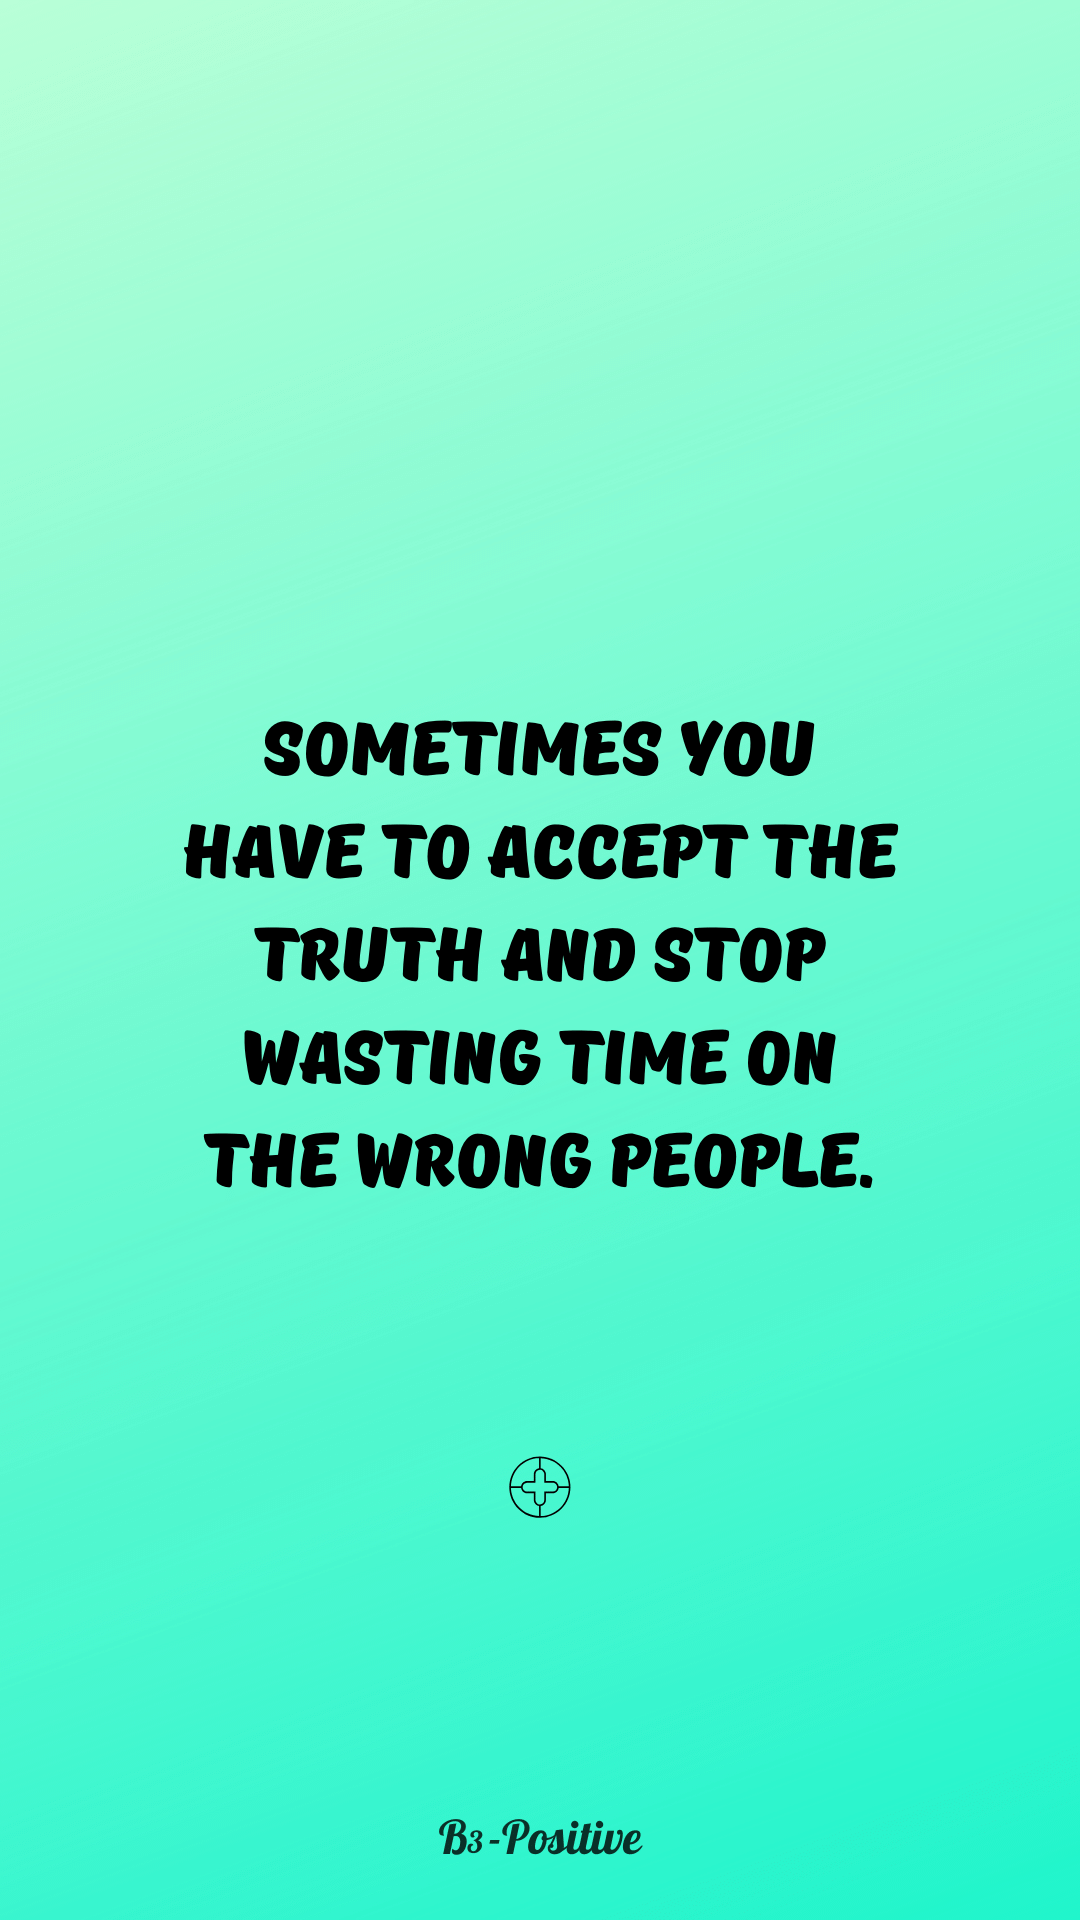 SOMETIMES YOU
HAVE TO ACCEPT THE
TRUTH AND STOP
WASTING TIME ON
THE WRONG PEOPLE.
B3-Positive